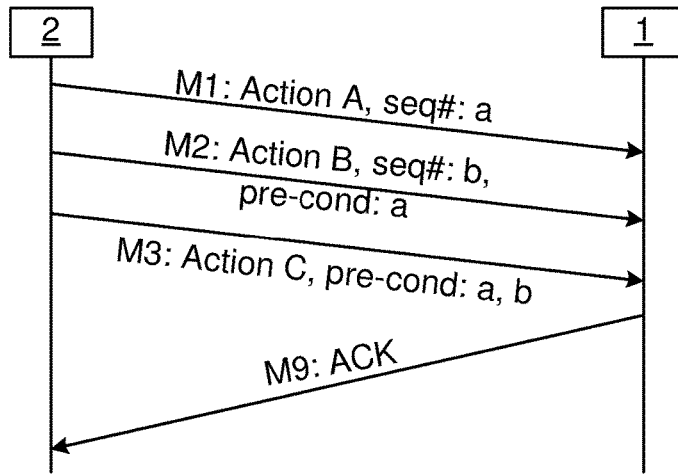 2
1
M1: Action A, seq#: a
M2: Action B, seq#: b,
pre-cond: a
M3: Action C, pre-cond: a, b
M9: ACK